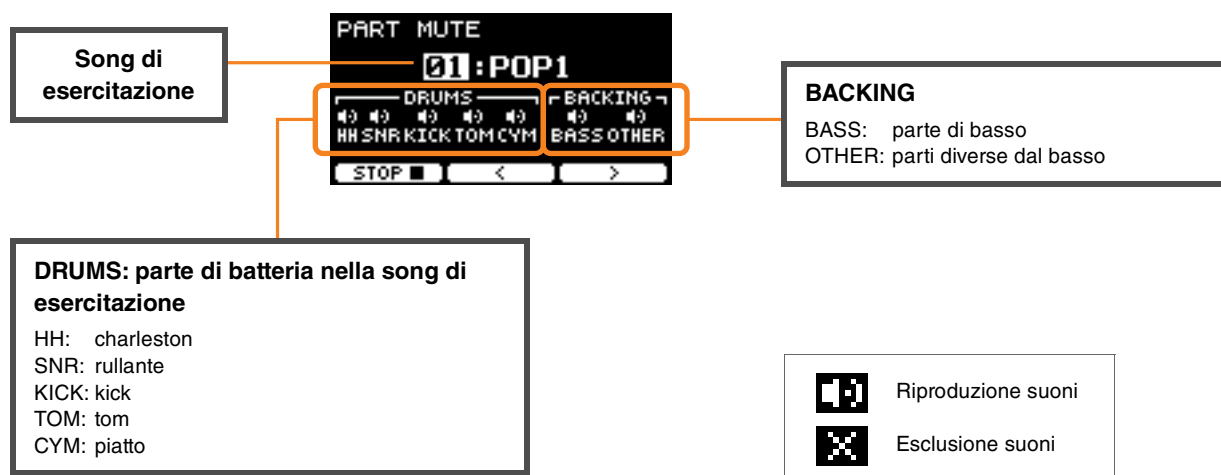 Song di
esercitazione
PART MUTE
01:POP1
DRUMS
BACKING
HH SNR KICK TOM CYM BASS OTHER
STOP ■ < >
BACKING
BASS: parte di basso
OTHER: parti diverse dal basso
DRUMS: parte di batteria nella song di
esercitazione
HH: charleston
SNR: rullante
KICK: kick
TOM: tom
CYM: piatto
Riproduzione suoni
Esclusione suoni